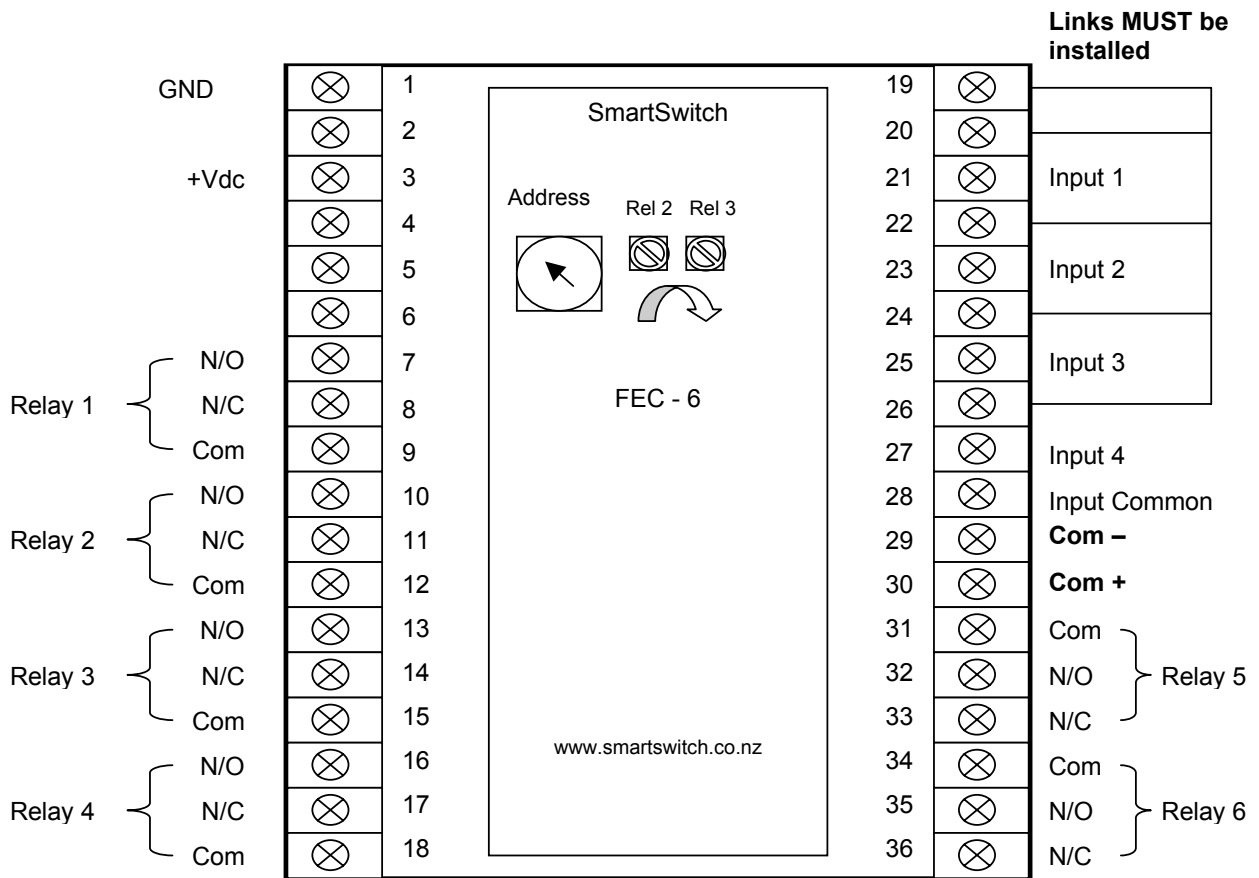 Links MUST be
installed
GND 1 19
SmartSwitch
2 20
+Vdc 3 21 Input 1
Address Rel 2 Rel 3
4 22
5 23 Input 2
6 24
N/O 7 25 Input 3
Relay 1 N/C 8 FEC - 6 26
Com 9 27 Input 4
N/O 10 28 Input Common
Relay 2 N/C 11 29 Com –
Com 12 30 Com +
N/O 13 31 Com
Relay 3 N/C 14 32 N/O Relay 5
Com 15 33 N/C
N/O 16 www.smartswitch.co.nz 34 Com
Relay 4 N/C 17 35 N/O Relay 6
Com 18 36 N/C